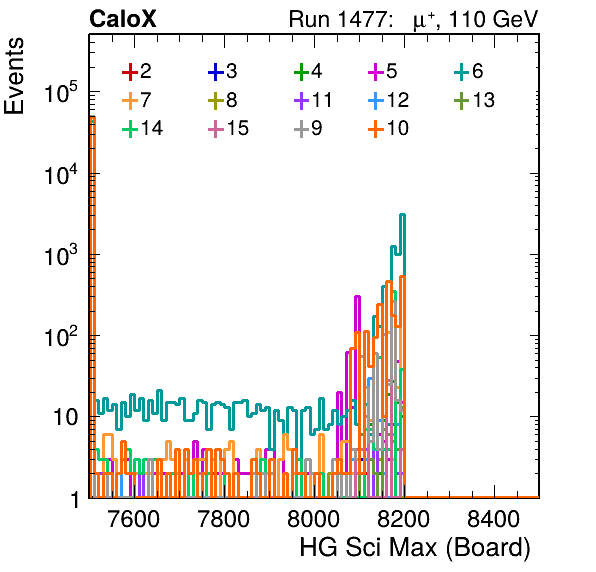 CaloX Run 1477: μ⁺, 110 GeV
Events
2 3 4 5 6
7 8 11 12 13
14 15 9 10
10⁵
10⁴
10³
10²
10
1
7600 7800 8000 8200 8400
HG Sci Max (Board)